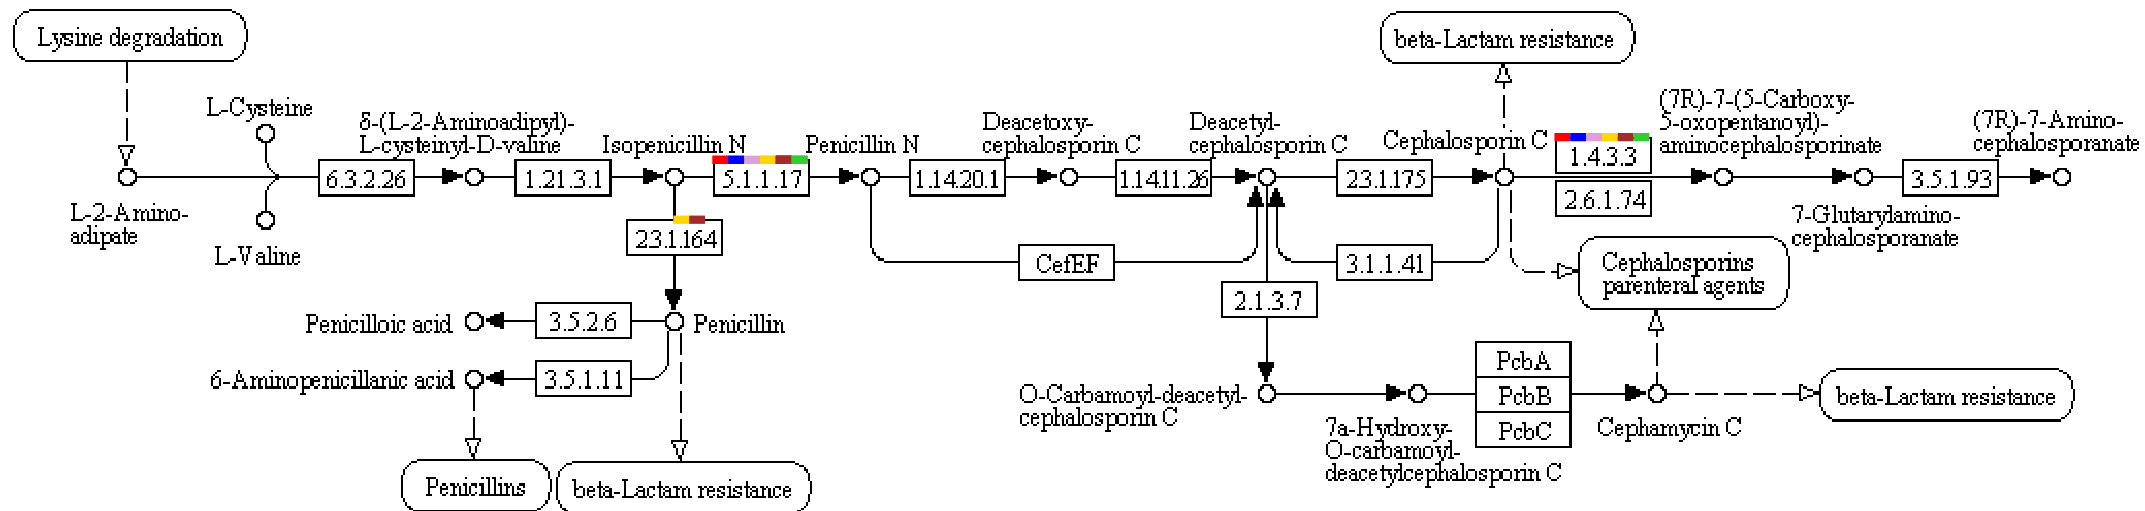 Lysine degradation
beta-Lactam resistance
L-Cysteine
δ-(L-2-Aminoadipyl)-
L-cysteinyl-D-valine
Isopenicillin N
Penicillin N
Deacetoxy-
cephalosporin C
Deacetyl-
cephalosporin C
Cephalosporin C
(7R)-7-(5-Carboxy-
5-oxopentanoyl)-
aminocephalosporinate
(7R)-7-Amino-
cephalosporanate
6.3.2.26
1.21.3.1
5.1.1.17
1.14.20.1
1.14.11.26
2.3.1.175
1.4.3.3
2.6.1.74
3.5.1.93
L-2-Amino-
adipate
L-Valine
2.3.1.164
CefEF
3.1.1.41
7-Glutarylamino-
cephalosporanate
Cephalosporins
parenteral agents
2.1.3.7
Penicilloic acid
3.5.2.6
Penicillin
6-Aminopenicillanic acid
3.5.1.11
O-Carbamoyl-deacetyl-
cephalosporin C
7a-Hydroxy-
O-carbamoyl-
deacetylcephalosporin C
PcbA
PcbB
PcbC
Cephamycin C
beta-Lactam resistance
Penicillins
beta-Lactam resistance